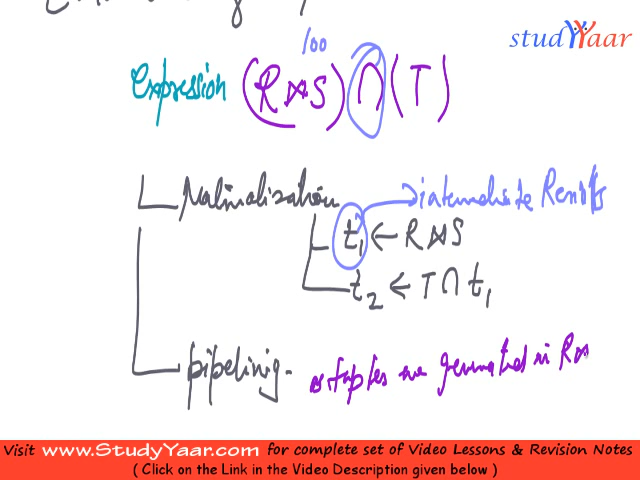 studYYaar
100
Expression (R ⋈ S) ∩ (T)
Materialization → Intermediate Results
t₁ ← R ⋈ S
t₂ ← T ∩ t₁
pipelining - as tuples are generated in R ⋈
Visit www.StudyYaar.com for complete set of Video Lessons & Revision Notes
( Click on the Link in the Video Description given below )